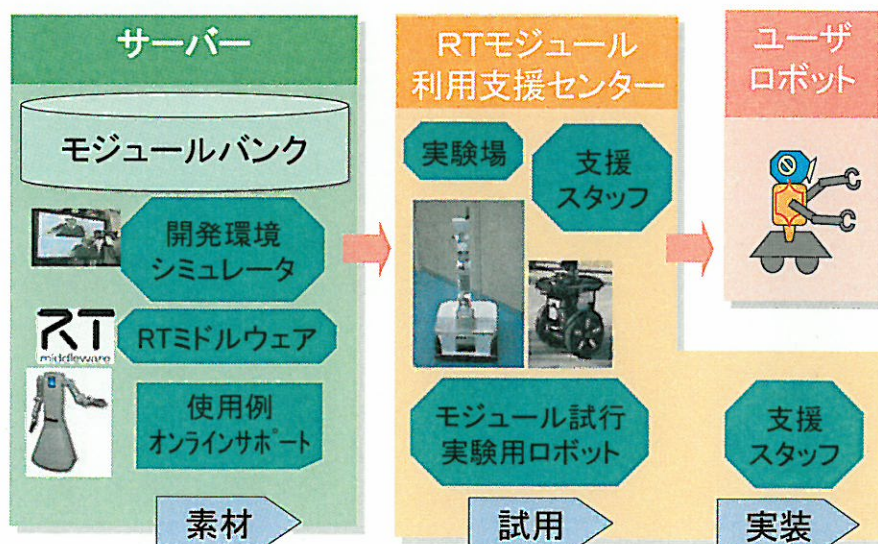 サーバー
モジュールバンク
開発環境
シミュレータ
RT
middleware
RTミドルウェア
使用例
オンラインサポート
素材
RTモジュール
利用支援センター
実験場
支援
スタッフ
モジュール試行
実験用ロボット
試用
ユーザ
ロボット
支援
スタッフ
実装